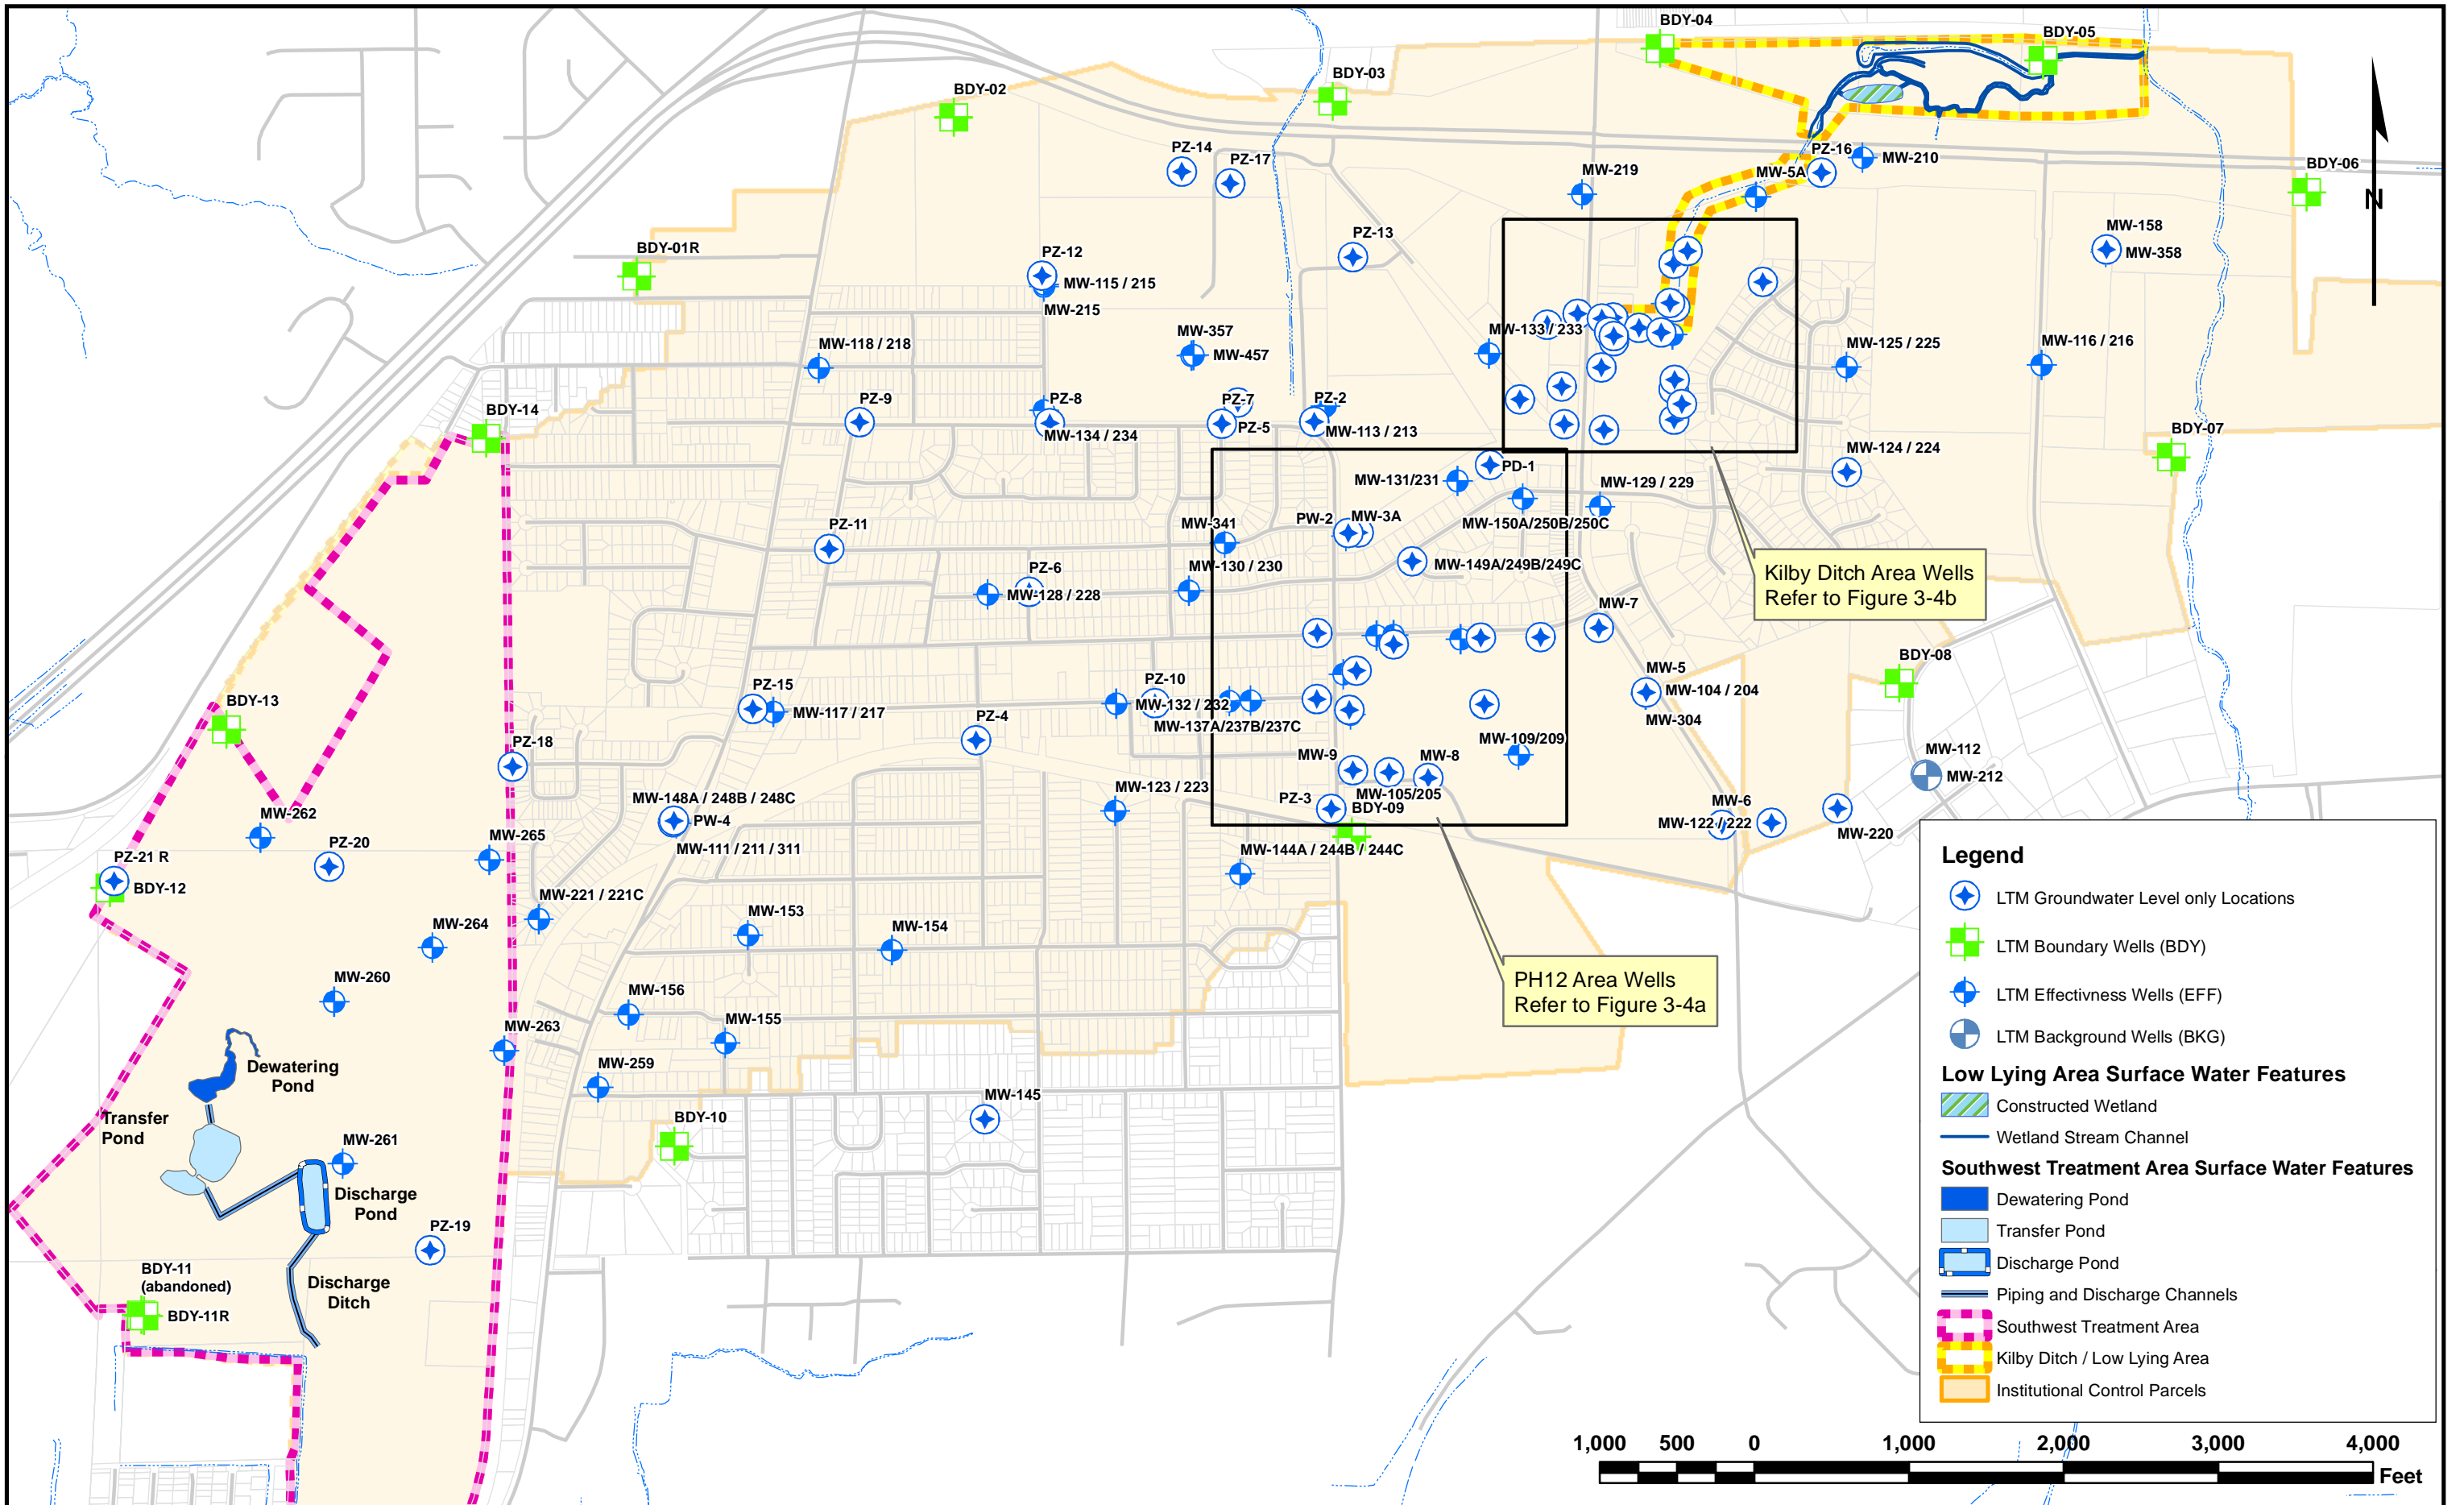 BDY-04
BDY-05
BDY-03
BDY-02
PZ-14
PZ-17
PZ-16
MW-210
MW-5A
MW-219
BDY-06
N
PZ-13
MW-158
MW-358
BDY-01R
PZ-12
MW-115 / 215
MW-215
MW-357
MW-457
MW-133 / 233
MW-118 / 218
MW-125 / 225
MW-116 / 216
BDY-14
PZ-9
PZ-8
MW-134 / 234
PZ-7
PZ-5
PZ-2
MW-113 / 213
BDY-07
MW-124 / 224
PD-1
MW-131/231
MW-129 / 229
MW-150A/250B/250C
PW-2
MW-3A
MW-341
PZ-11
MW-149A/249B/249C
Kilby Ditch Area Wells
Refer to Figure 3-4b
PZ-6
MW-128 / 228
MW-130 / 230
MW-7
BDY-08
MW-5
MW-104 / 204
MW-304
BDY-13
PZ-15
MW-117 / 217
PZ-10
MW-132 / 232
MW-137A/237B/237C
PZ-4
PZ-18
MW-109/209
MW-9
MW-8
MW-112
MW-212
MW-148A / 248B / 248C
PW-4
MW-111 / 211 / 311
MW-123 / 223
PZ-3
MW-105/205
BDY-09
MW-6
MW-122 / 222
MW-220
MW-262
MW-265
PZ-20
PZ-21 R
BDY-12
MW-144A / 244B / 244C
MW-221 / 221C
MW-153
MW-154
MW-264
MW-260
MW-156
MW-155
MW-263
MW-259
PH12 Area Wells
Refer to Figure 3-4a
Dewatering
Pond
Transfer
Pond
MW-145
BDY-10
MW-261
Discharge
Pond
PZ-19
BDY-11
(abandoned)
BDY-11R
Discharge
Ditch
Legend
LTM Groundwater Level only Locations
LTM Boundary Wells (BDY)
LTM Effectivness Wells (EFF)
LTM Background Wells (BKG)
Low Lying Area Surface Water Features
Constructed Wetland
Wetland Stream Channel
Southwest Treatment Area Surface Water Features
Dewatering Pond
Transfer Pond
Discharge Pond
Piping and Discharge Channels
Southwest Treatment Area
Kilby Ditch / Low Lying Area
Institutional Control Parcels
1,000 500 0 1,000 2,000 3,000 4,000
Feet